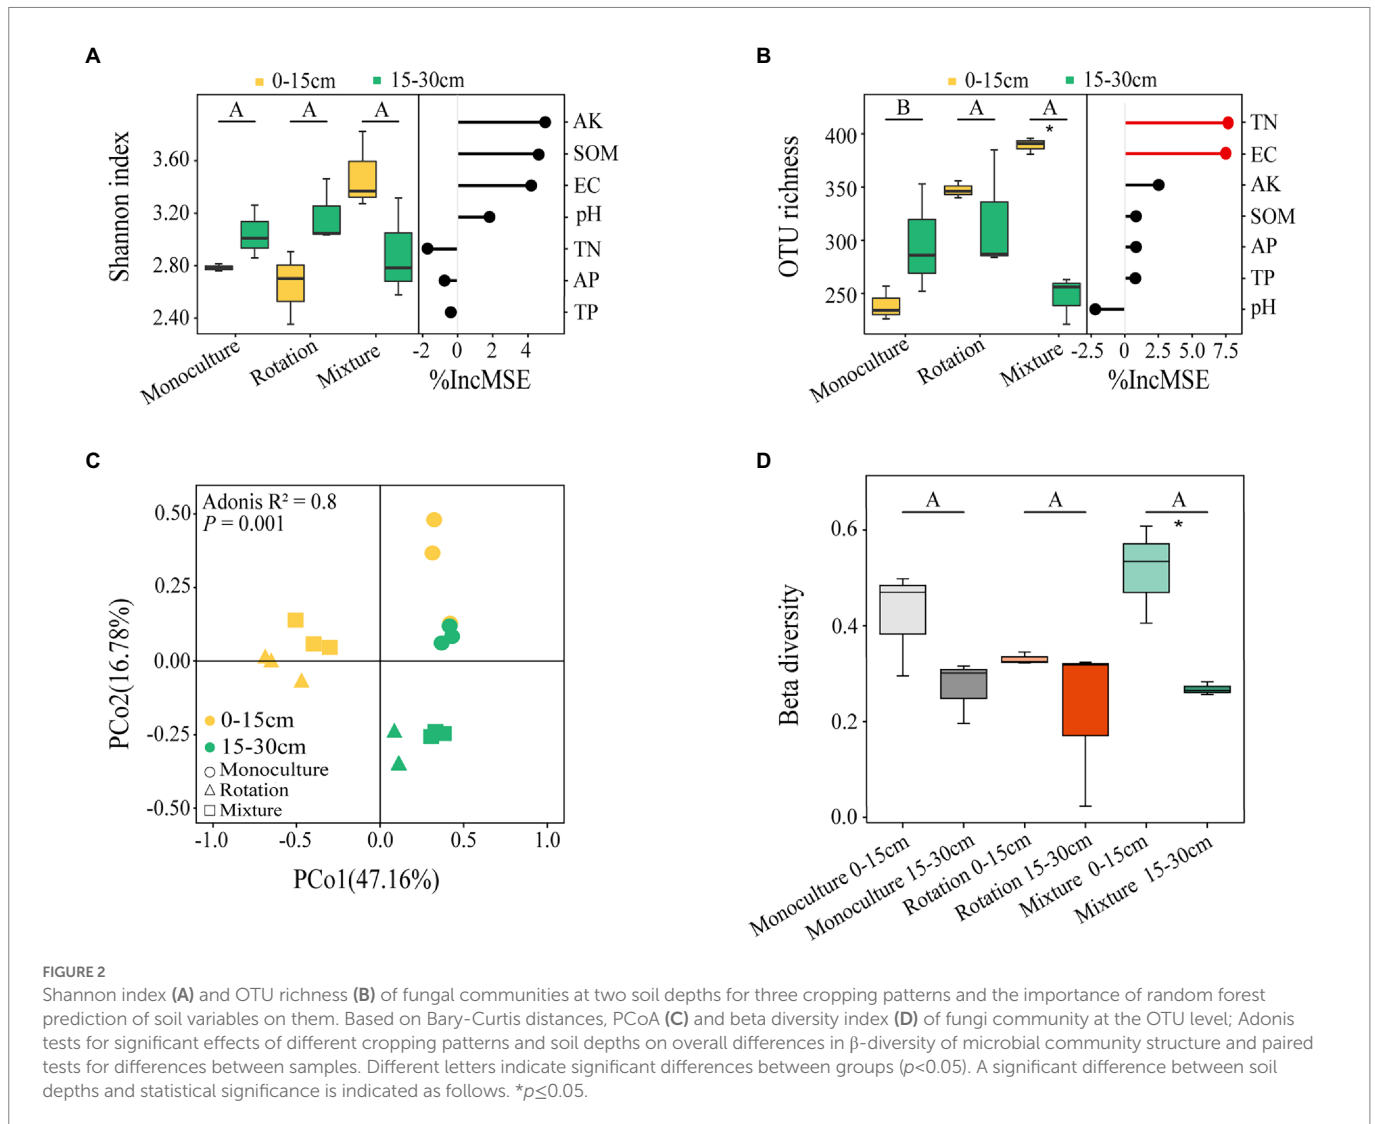 A
0-15cm 15-30cm
A A A
Shannon index
3.60
3.20
2.80
2.40
Monoculture
Rotation
Mixture
AK
SOM
EC
pH
TN
AP
TP
-2 0 2 4
%IncMSE
B
0-15cm 15-30cm
B A A
*
OTU richness
400
350
300
250
Monoculture
Rotation
Mixture
TN
EC
AK
SOM
AP
TP
pH
-2.5 0 2.5 5.0 7.5
%IncMSE
C
Adonis R² = 0.8
P = 0.001
PCo2(16.78%)
0.50
0.25
0.00
-0.25
-0.50
0-15cm
15-30cm
Monoculture
Rotation
Mixture
-1.0 -0.5 0.0 0.5 1.0
PCo1(47.16%)
D
A A A
*
Beta diversity
0.6
0.4
0.2
0.0
Monoculture 0-15cm
Monoculture 15-30cm
Rotation 0-15cm
Rotation 15-30cm
Mixture 0-15cm
Mixture 15-30cm
FIGURE 2
Shannon index (A) and OTU richness (B) of fungal communities at two soil depths for three cropping patterns and the importance of random forest
prediction of soil variables on them. Based on Bary-Curtis distances, PCoA (C) and beta diversity index (D) of fungi community at the OTU level; Adonis
tests for significant effects of different cropping patterns and soil depths on overall differences in β-diversity of microbial community structure and paired
tests for differences between samples. Different letters indicate significant differences between groups (p<0.05). A significant difference between soil
depths and statistical significance is indicated as follows. *p≤0.05.